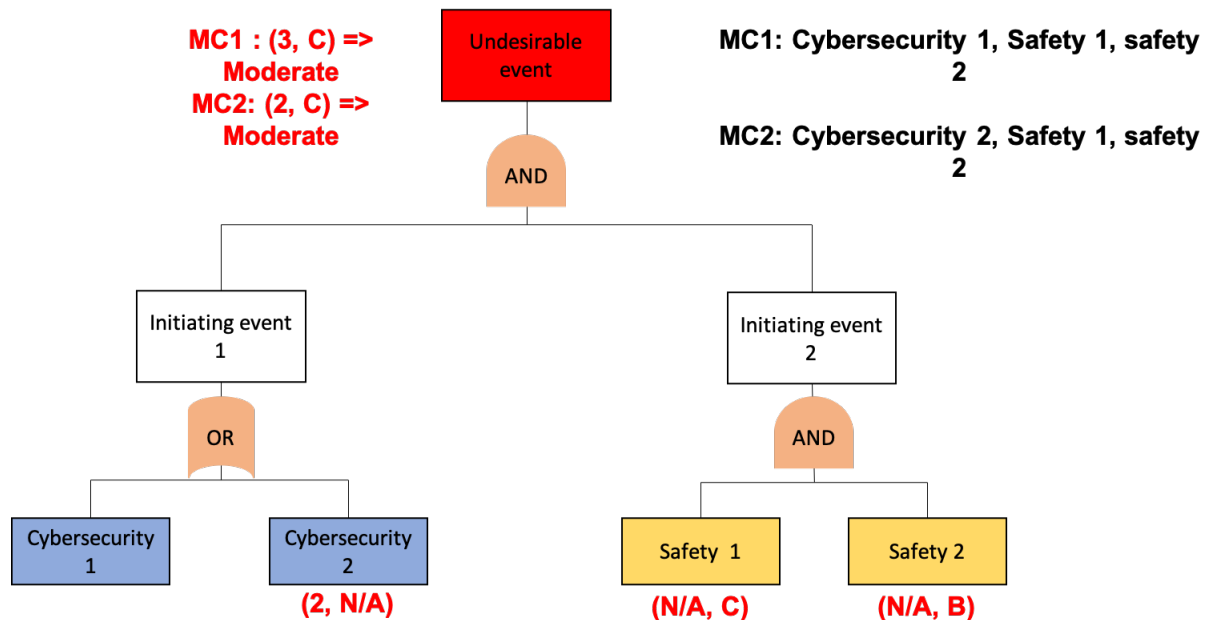 MC1 : (3, C) =>
Moderate
MC2: (2, C) =>
Moderate
Undesirable
event
MC1: Cybersecurity 1, Safety 1, safety
2
MC2: Cybersecurity 2, Safety 1, safety
2
AND
Initiating event
1
Initiating event
2
OR
AND
Cybersecurity
1
Cybersecurity
2
Safety 1
Safety 2
(2, N/A)
(N/A, C)
(N/A, B)